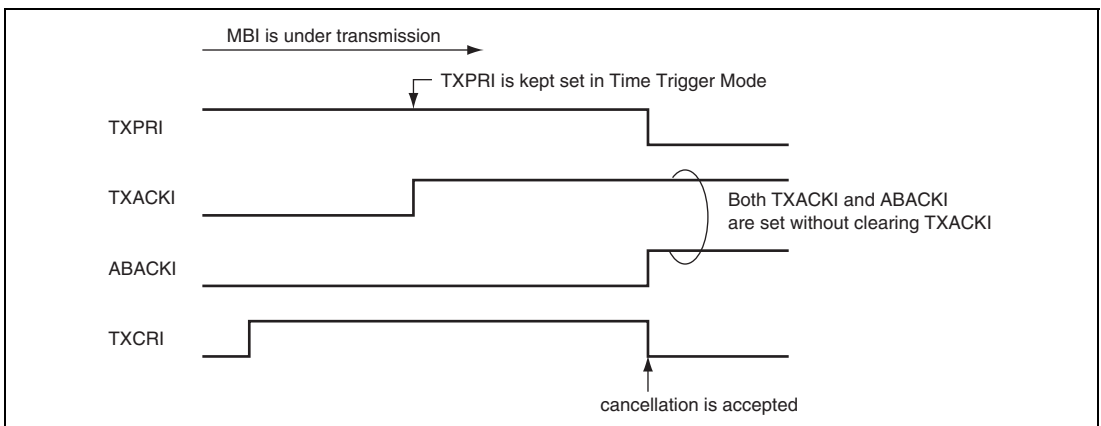 MBI is under transmission
TXPRI is kept set in Time Trigger Mode
TXPRI
TXACKI
Both TXACKI and ABACKI
are set without clearing TXACKI
ABACKI
TXCRI
cancellation is accepted